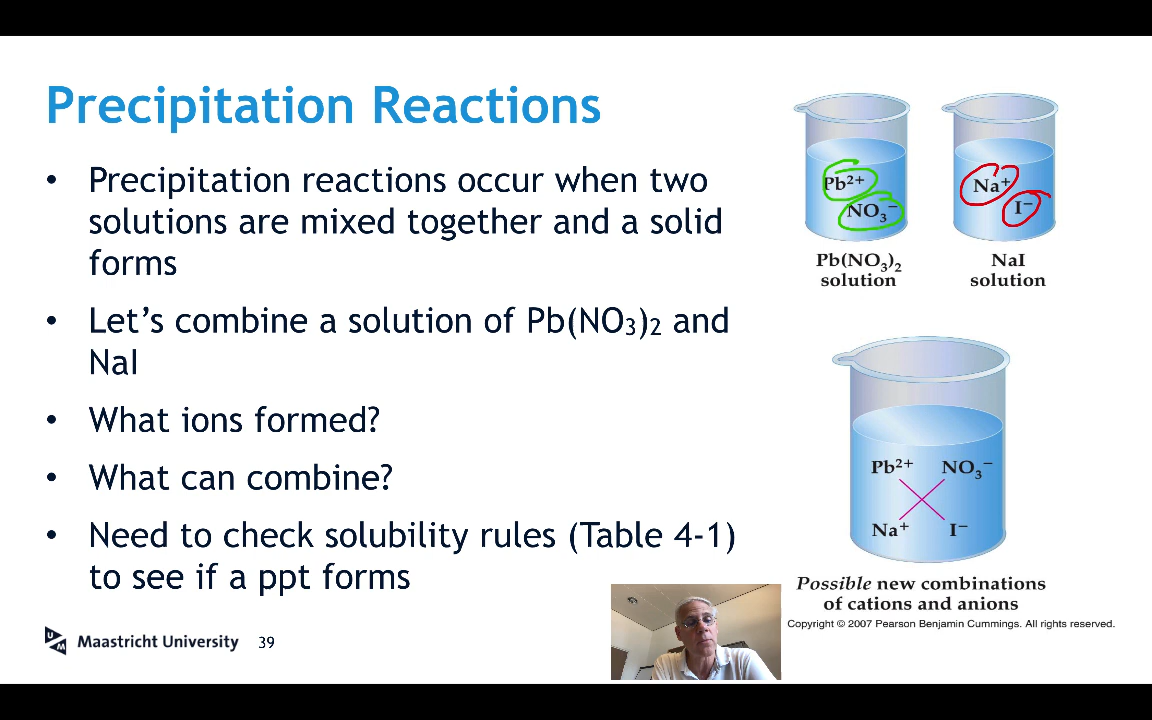 Precipitation Reactions
• Precipitation reactions occur when two
solutions are mixed together and a solid
forms
• Let’s combine a solution of Pb(NO₃)₂ and
NaI
• What ions formed?
• What can combine?
• Need to check solubility rules (Table 4-1)
to see if a ppt forms
Pb²⁺
NO₃⁻
Pb(NO₃)₂
solution
Na⁺
I⁻
NaI
solution
Pb²⁺ NO₃⁻
Na⁺ I⁻
Possible new combinations
of cations and anions
Copyright © 2007 Pearson Benjamin Cummings. All rights reserved.
UM Maastricht University 39